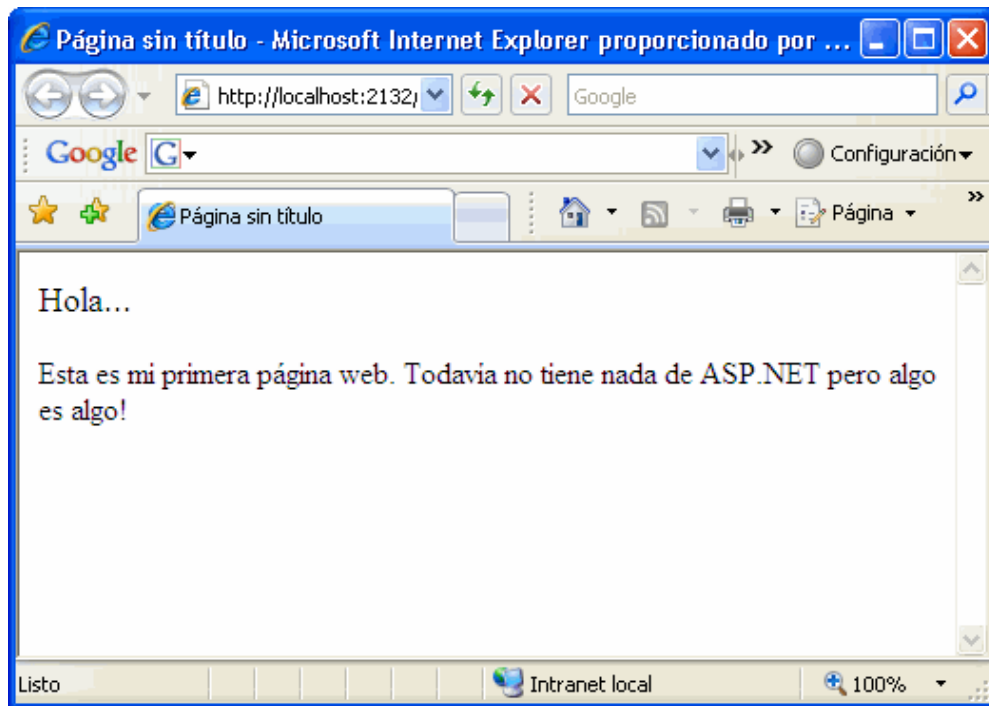 Página sin título - Microsoft Internet Explorer proporcionado por ...
http://localhost:2132/
Google
Google G
Configuración
Página sin título
Página
Hola...
Esta es mi primera página web. Todavia no tiene nada de ASP.NET pero algo
es algo!
Listo
Intranet local
100%